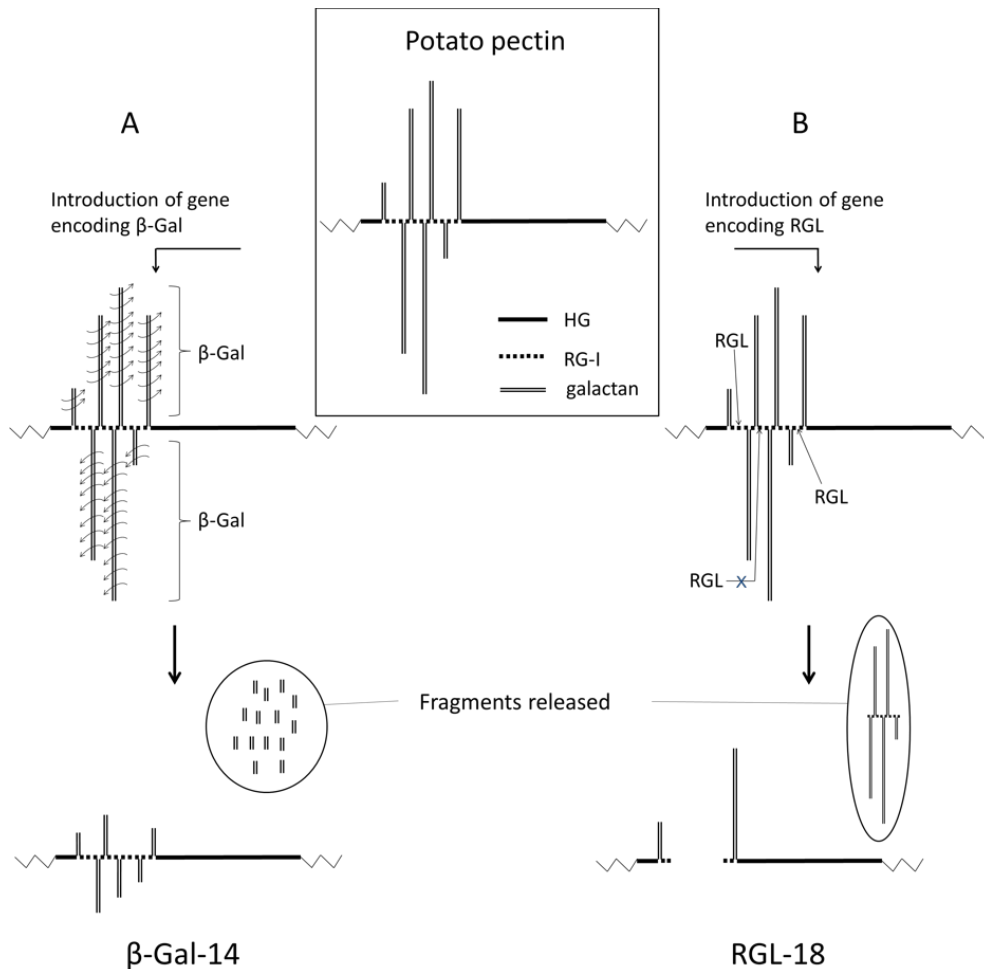 Potato pectin
A
B
Introduction of gene
encoding β-Gal
Introduction of gene
encoding RGL
HG
RG-I
galactan
β-Gal
β-Gal
RGL
RGL
RGL
X
Fragments released
β-Gal-14
RGL-18